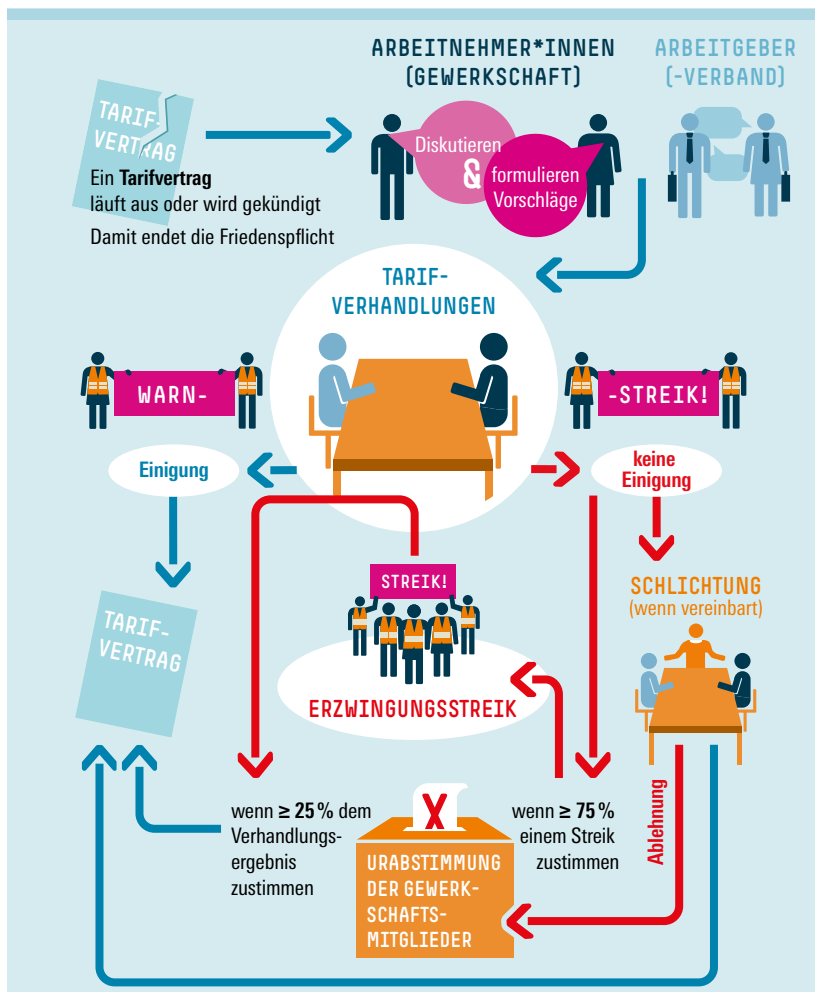 ARBEITNEHMER*INNEN
(GEWERKSCHAFT)
ARBEITGEBER
(-VERBAND)
TARIF-
VERTRAG
Ein Tarifvertrag
läuft aus oder wird gekündigt
Damit endet die Friedenspflicht
Diskutieren
&
formulieren
Vorschläge
TARIF-
VERHANDLUNGEN
WARN-
-STREIK!
Einigung
keine
Einigung
TARIF-
VERTRAG
STREIK!
ERZWINGUNGSSTREIK
SCHLICHTUNG
(wenn vereinbart)
wenn ≥ 25 % dem
Verhandlungs-
ergebnis
zustimmen
X
URABSTIMMUNG
DER GEWERK-
SCHAFTS-
MITGLIEDER
wenn ≥ 75 %
einem Streik
zustimmen
Ablehnung